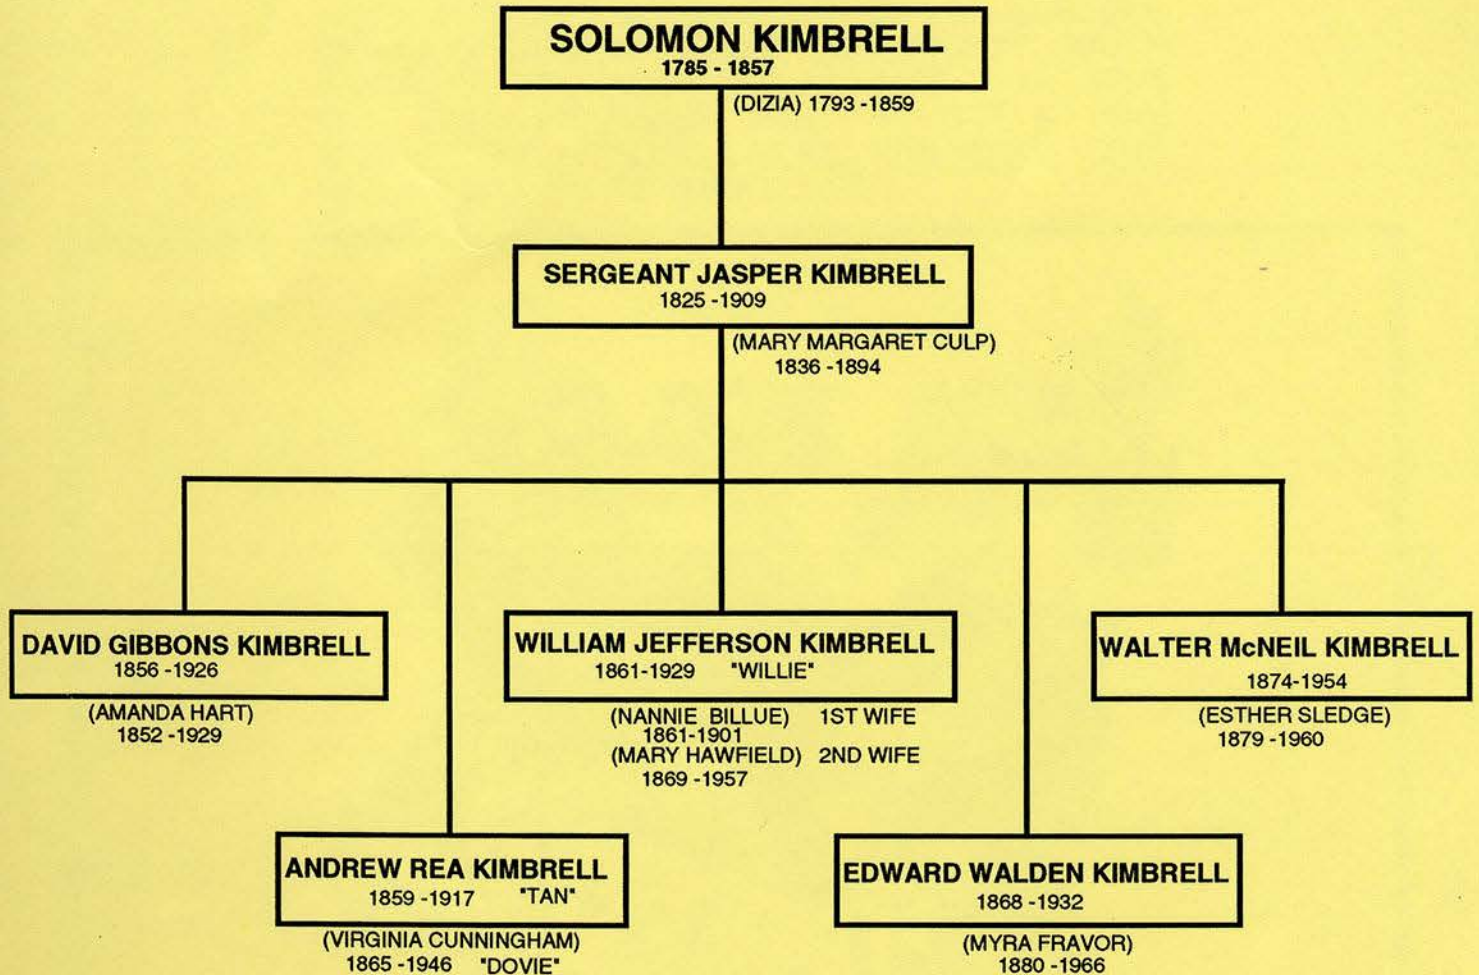 SOLOMON KIMBRELL
1785 - 1857
(DIZIA) 1793 -1859
SERGEANT JASPER KIMBRELL
1825 -1909
(MARY MARGARET CULP)
1836 -1894
DAVID GIBBONS KIMBRELL
1856 -1926
(AMANDA HART)
1852 -1929
WILLIAM JEFFERSON KIMBRELL
1861-1929 "WILLIE"
(NANNIE BILLUE) 1ST WIFE
1861-1901
(MARY HAWFIELD) 2ND WIFE
1869 -1957
WALTER McNEIL KIMBRELL
1874-1954
(ESTHER SLEDGE)
1879 -1960
ANDREW REA KIMBRELL
1859 -1917 "TAN"
(VIRGINIA CUNNINGHAM)
1865 -1946 "DOVIE"
EDWARD WALDEN KIMBRELL
1868 -1932
(MYRA FRAVOR)
1880 -1966